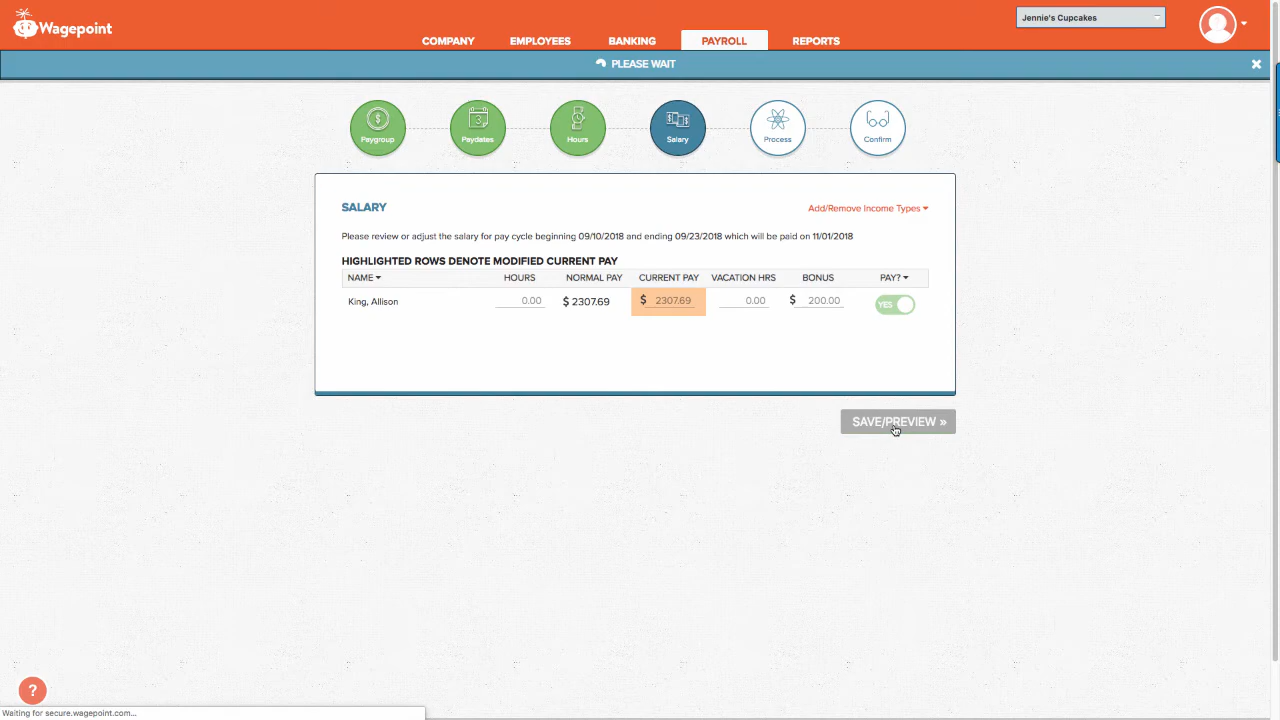 Wagepoint
Jennie's Cupcakes
COMPANY EMPLOYEES BANKING PAYROLL REPORTS
PLEASE WAIT
Paygroup Paydates Hours Salary Process Confirm
3
SALARY
Add/Remove Income Types
Please review or adjust the salary for pay cycle beginning 09/10/2018 and ending 09/23/2018 which will be paid on 11/01/2018
HIGHLIGHTED ROWS DENOTE MODIFIED CURRENT PAY
NAME HOURS NORMAL PAY CURRENT PAY VACATION HRS BONUS PAY?
King, Allison 0.00 $ 2307.69 $ 2307.69 0.00 $ 200.00 YES
SAVE/PREVIEW »
?
Waiting for secure.wagepoint.com...